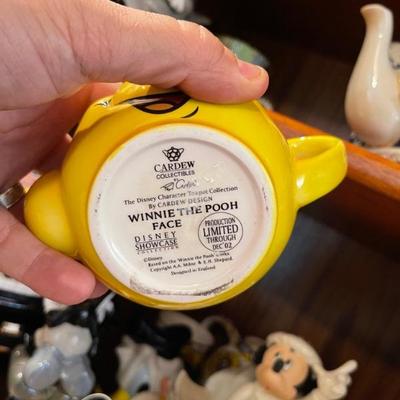 CARDEW
COLLECTIBLES
The Disney Character Teapot Collection
By CARDEW DESIGN
WINNIE THE POOH
FACE
DISNEY
SHOWCASE
COLLECTION
PRODUCTION
LIMITED
THROUGH
DEC '02
©Disney
Based on the 'Winnie the Pooh' works
Copyright A.A. Milne & E.H. Shepard.
Designed in England